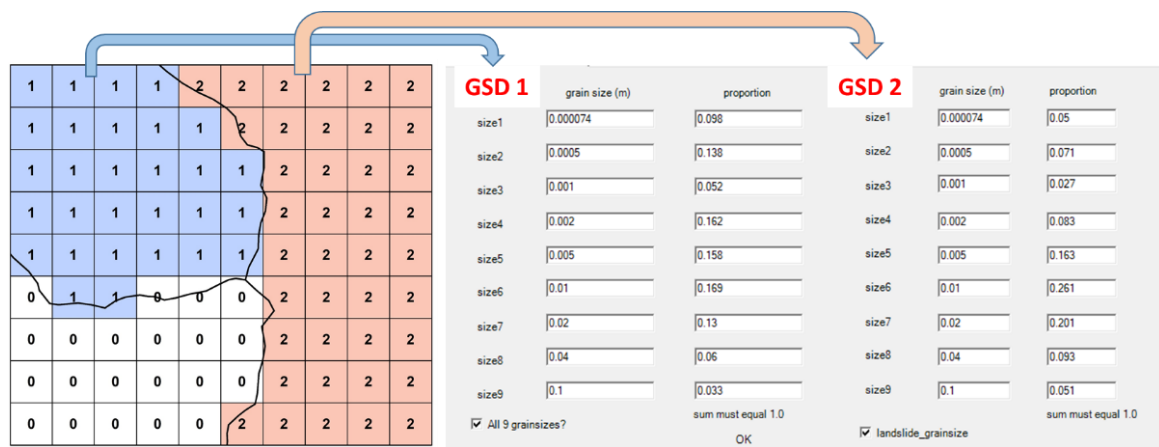 1 1 1 1 2 2 2 2 2 2
1 1 1 1 1 2 2 2 2 2
1 1 1 1 1 1 2 2 2 2
1 1 1 1 1 1 2 2 2 2
1 1 1 1 1 1 2 2 2 2
0 1 1 0 0 0 2 2 2 2
0 0 0 0 0 0 2 2 2 2
0 0 0 0 0 0 2 2 2 2
0 0 0 0 0 2 2 2 2 2
GSD 1
grain size (m) proportion
size1 0.000074 0.098
size2 0.0005 0.138
size3 0.001 0.052
size4 0.002 0.162
size5 0.005 0.158
size6 0.01 0.169
size7 0.02 0.13
size8 0.04 0.06
size9 0.1 0.033
sum must equal 1.0
All 9 grainsizes?
OK
GSD 2
grain size (m) proportion
size1 0.000074 0.05
size2 0.0005 0.071
size3 0.001 0.027
size4 0.002 0.083
size5 0.005 0.163
size6 0.01 0.261
size7 0.02 0.201
size8 0.04 0.093
size9 0.1 0.051
sum must equal 1.0
landslide_grainsize